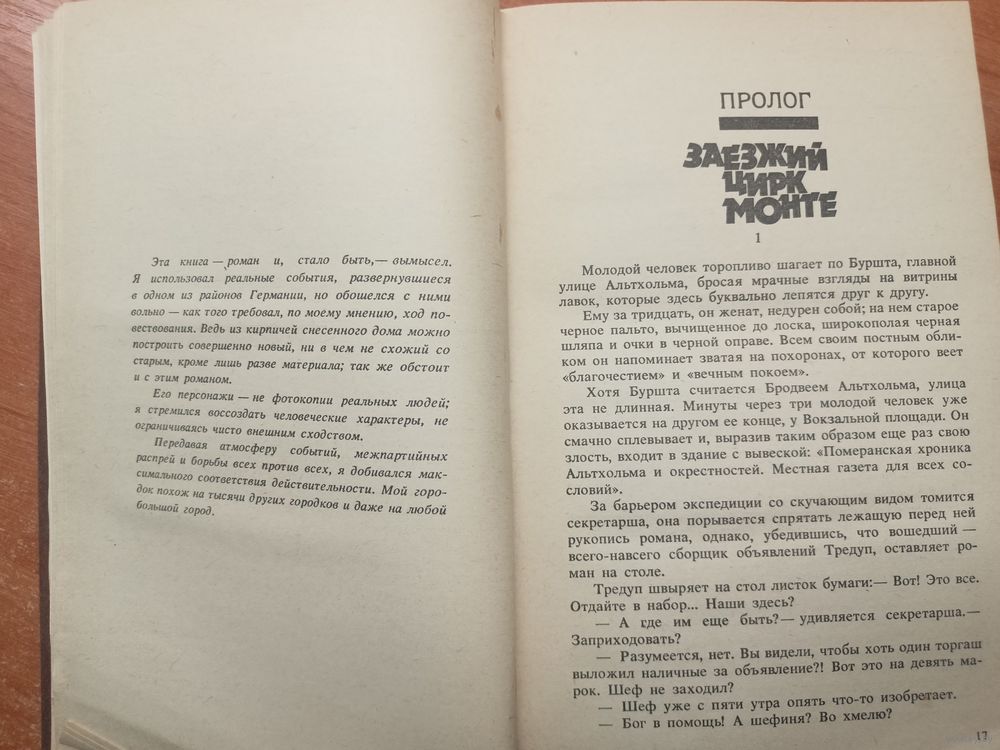 Эта книга — роман и, стало быть,— вымысел.
Я использовал реальные события, развернувшиеся
в одном из районов Германии, но обошелся с ними
вольно — как того требовал, по моему мнению, ход по-
вествования. Ведь из кирпичей снесенного дома можно
построить совершенно новый, ни в чем не схожий со
старым, кроме лишь разве материала; так же обстоит
и с этим романом.
Его персонажи — не фотокопии реальных людей;
я стремился воссоздать человеческие характеры, не
ограничиваясь чисто внешним сходством.
Передавая атмосферу событий, межпартийных
распрей и борьбы всех против всех, я добивался мак-
симального соответствия действительности. Мой горо-
док похож на тысячи других городков и даже на любой
большой город.
ПРОЛОГ
ЗАЕЗЖИЙ
ЦИРК
МОНТЕ
1
Молодой человек торопливо шагает по Буршта, главной
улице Альтхольма, бросая мрачные взгляды на витрины
лавок, которые здесь буквально лепятся друг к другу.
Ему за тридцать, он женат, недурен собой; на нем старое
черное пальто, вычищенное до лоска, широкополая черная
шляпа и очки в черной оправе. Всем своим постным обли-
ком он напоминает зватая на похоронах, от которого веет
«благочестием» и «вечным покоем».
Хотя Буршта считается Бродвеем Альтхольма, улица
эта не длинная. Минуты через три молодой человек уже
оказывается на другом ее конце, у Вокзальной площади. Он
смачно сплевывает и, выразив таким образом еще раз свою
злость, входит в здание с вывеской: «Померанская хроника
Альтхольма и окрестностей. Местная газета для всех со-
словий».
За барьером экспедиции со скучающим видом томится
секретарша, она порывается спрятать лежащую перед ней
рукопись романа, однако, убедившись, что вошедший —
всего-навсего сборщик объявлений Тредуп, оставляет ро-
ман на столе.
Тредуп швыряет на стол листок бумаги:— Вот! Это все.
Отдайте в набор... Наши здесь?
— А где им еще быть?— удивляется секретарша.—
Заприходовать?
— Разумеется, нет. Вы видели, чтобы хоть один торгаш
выложил наличные за объявление?! Вот это на девять ма-
рок. Шеф не заходил?
— Шеф уже с пяти утра опять что-то изобретает.
— Бог в помощь! А шефиня? Во хмелю?
17